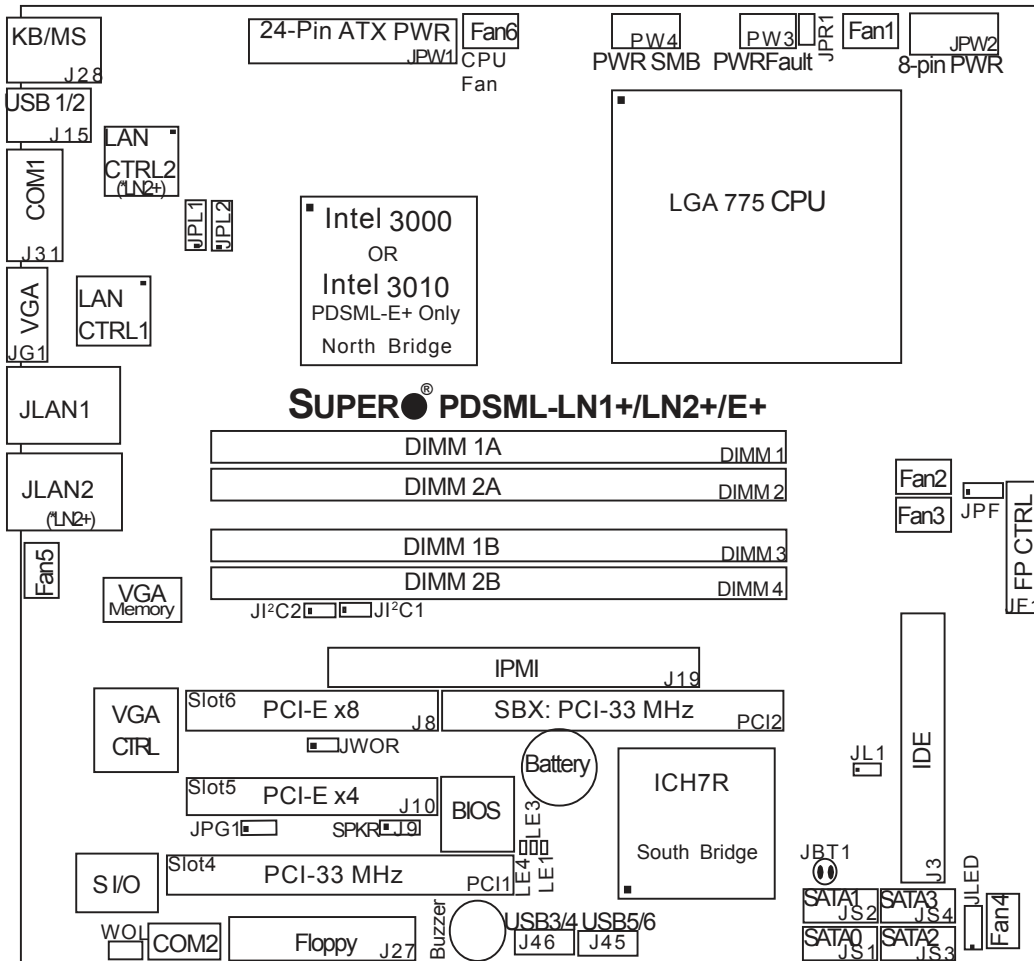 KB/MS
J28
24-Pin ATX PWR
JPW1
Fan6
CPU
Fan
PW4
PWR SMB
PW3
PWRFault
JPR1
Fan1
JPW2
8-pin PWR
USB 1/2
J15
LAN
CTRL2
(*LN2+)
COM1
J31
JPL1
JPL2
Intel 3000
OR
Intel 3010
PDSML-E+ Only
North Bridge
LGA 775 CPU
VGA
JG1
LAN
CTRL1
JLAN1
SUPER® PDSML-LN1+/LN2+/E+
JLAN2
(*LN2+)
DIMM 1A
DIMM 1
DIMM 2A
DIMM 2
DIMM 1B
DIMM 3
DIMM 2B
DIMM 4
Fan2
Fan3
JPF
FP CTRL
JF1
Fan5
VGA
Memory
JI²C2
JI²C1
IPMI
J19
Slot6
PCI-E x8
J8
SBX: PCI-33 MHz
PCI2
VGA
CTRL
JWOR
Battery
ICH7R
South Bridge
JL1
IDE
J3
Slot5
PCI-E x4
J10
BIOS
JPG1
SPKR
J9
LE3
LE4
LE1
Slot4
PCI-33 MHz
PCI1
S I/O
JBT1
SATA1
JS2
SATA3
JS4
JLED
Fan4
WOL
COM2
Floppy
J27
Buzzer
USB3/4
J46
USB5/6
J45
SATA0
JS1
SATA2
JS3